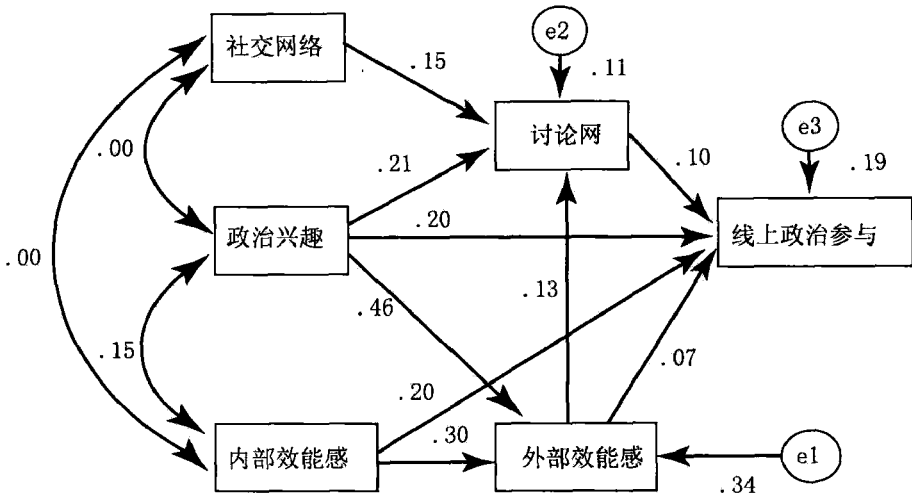 社交网络
e2
.15
.11
讨论网
e3
.00
.21
.10
.19
政治兴趣
.20
线上政治参与
.00
.46
.13
.15
.07
.20
内部效能感
.30
外部效能感
e1
.34